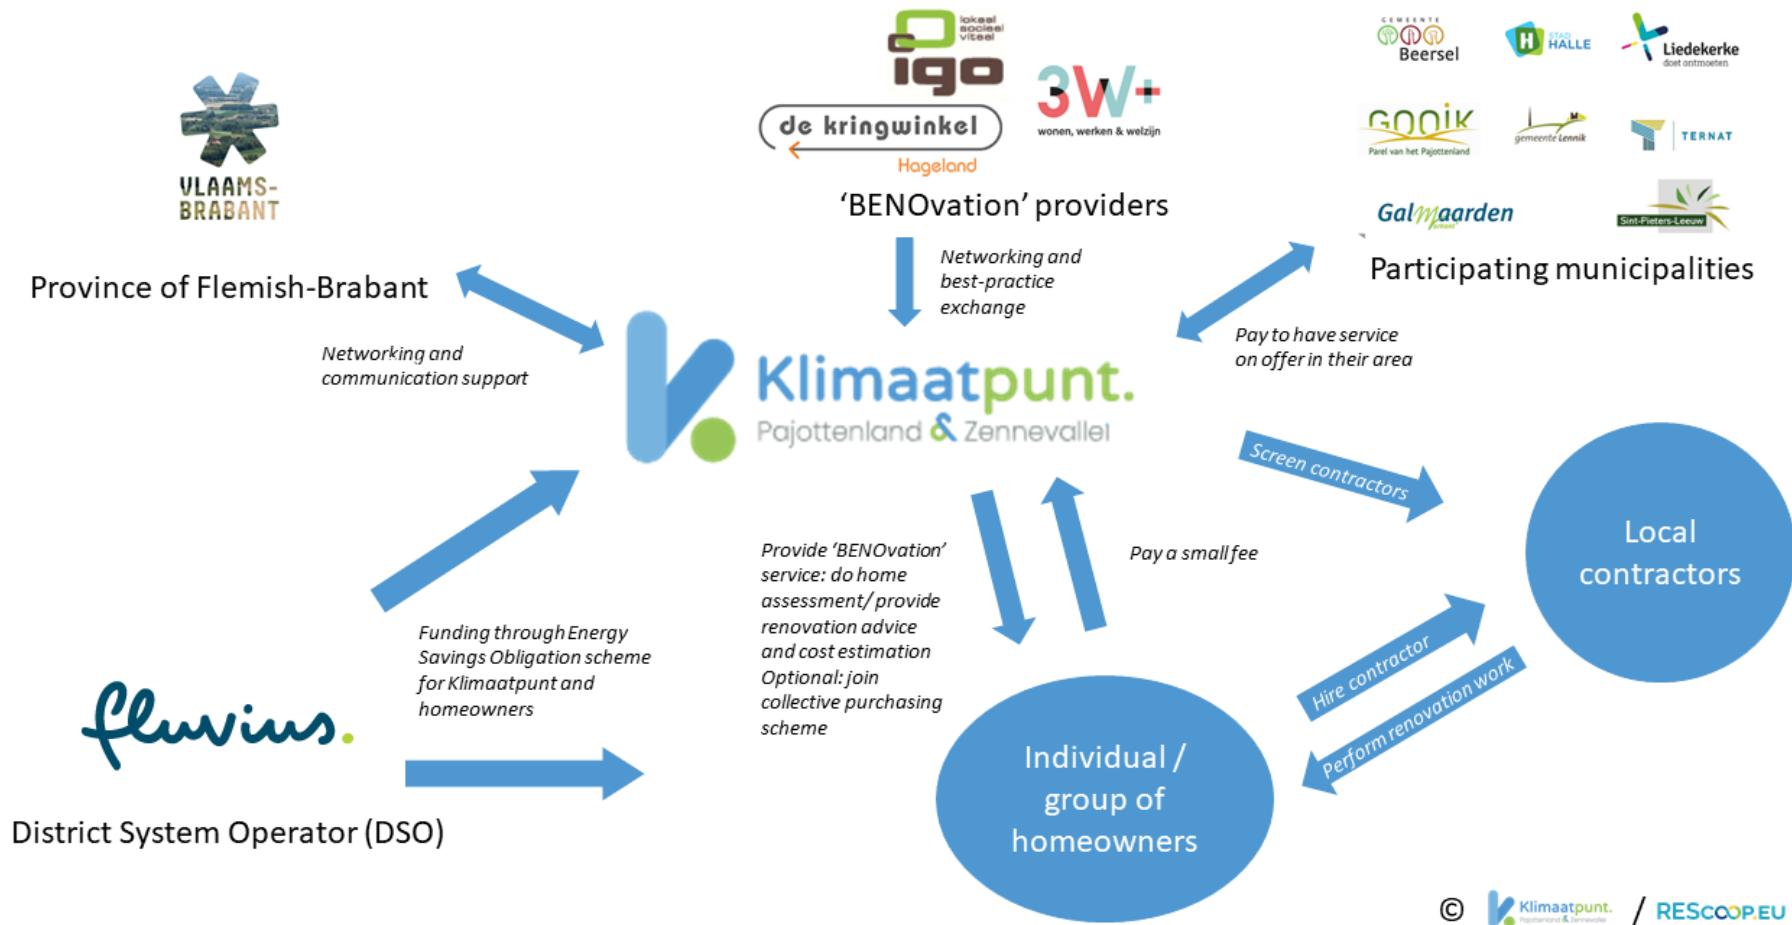 VLAAMS-
BRABANT
Province of Flemish-Brabant
lokaal
sociaal
vitaal
igo
de kringwinkel
Hageland
3W+
wonen, werken & welzijn
‘BENOvation’ providers
GEMEENTE
Beersel
H STAD
HALLE
Liedekerke
doet ontmoeten
GOOIK
Parel van het Pajottenland
gemeente Lennik
TERNAT
Galmaarden
Sint-Pieters-Leeuw
Participating municipalities
Networking and
best-practice
exchange
Networking and
communication support
Pay to have service
on offer in their area
Klimaatpunt.
Pajottenland & Zennevallei
Screen contractors
Local
contractors
Provide ‘BENOvation’
service: do home
assessment/ provide
renovation advice
and cost estimation
Optional: join
collective purchasing
scheme
Pay a small fee
Funding through Energy
Savings Obligation scheme
for Klimaatpunt and
homeowners
fluvius.
District System Operator (DSO)
Hire contractor
Perform renovation work
Individual /
group of
homeowners
© Klimaatpunt. / REScoop.EU
Pajottenland & Zennevallei